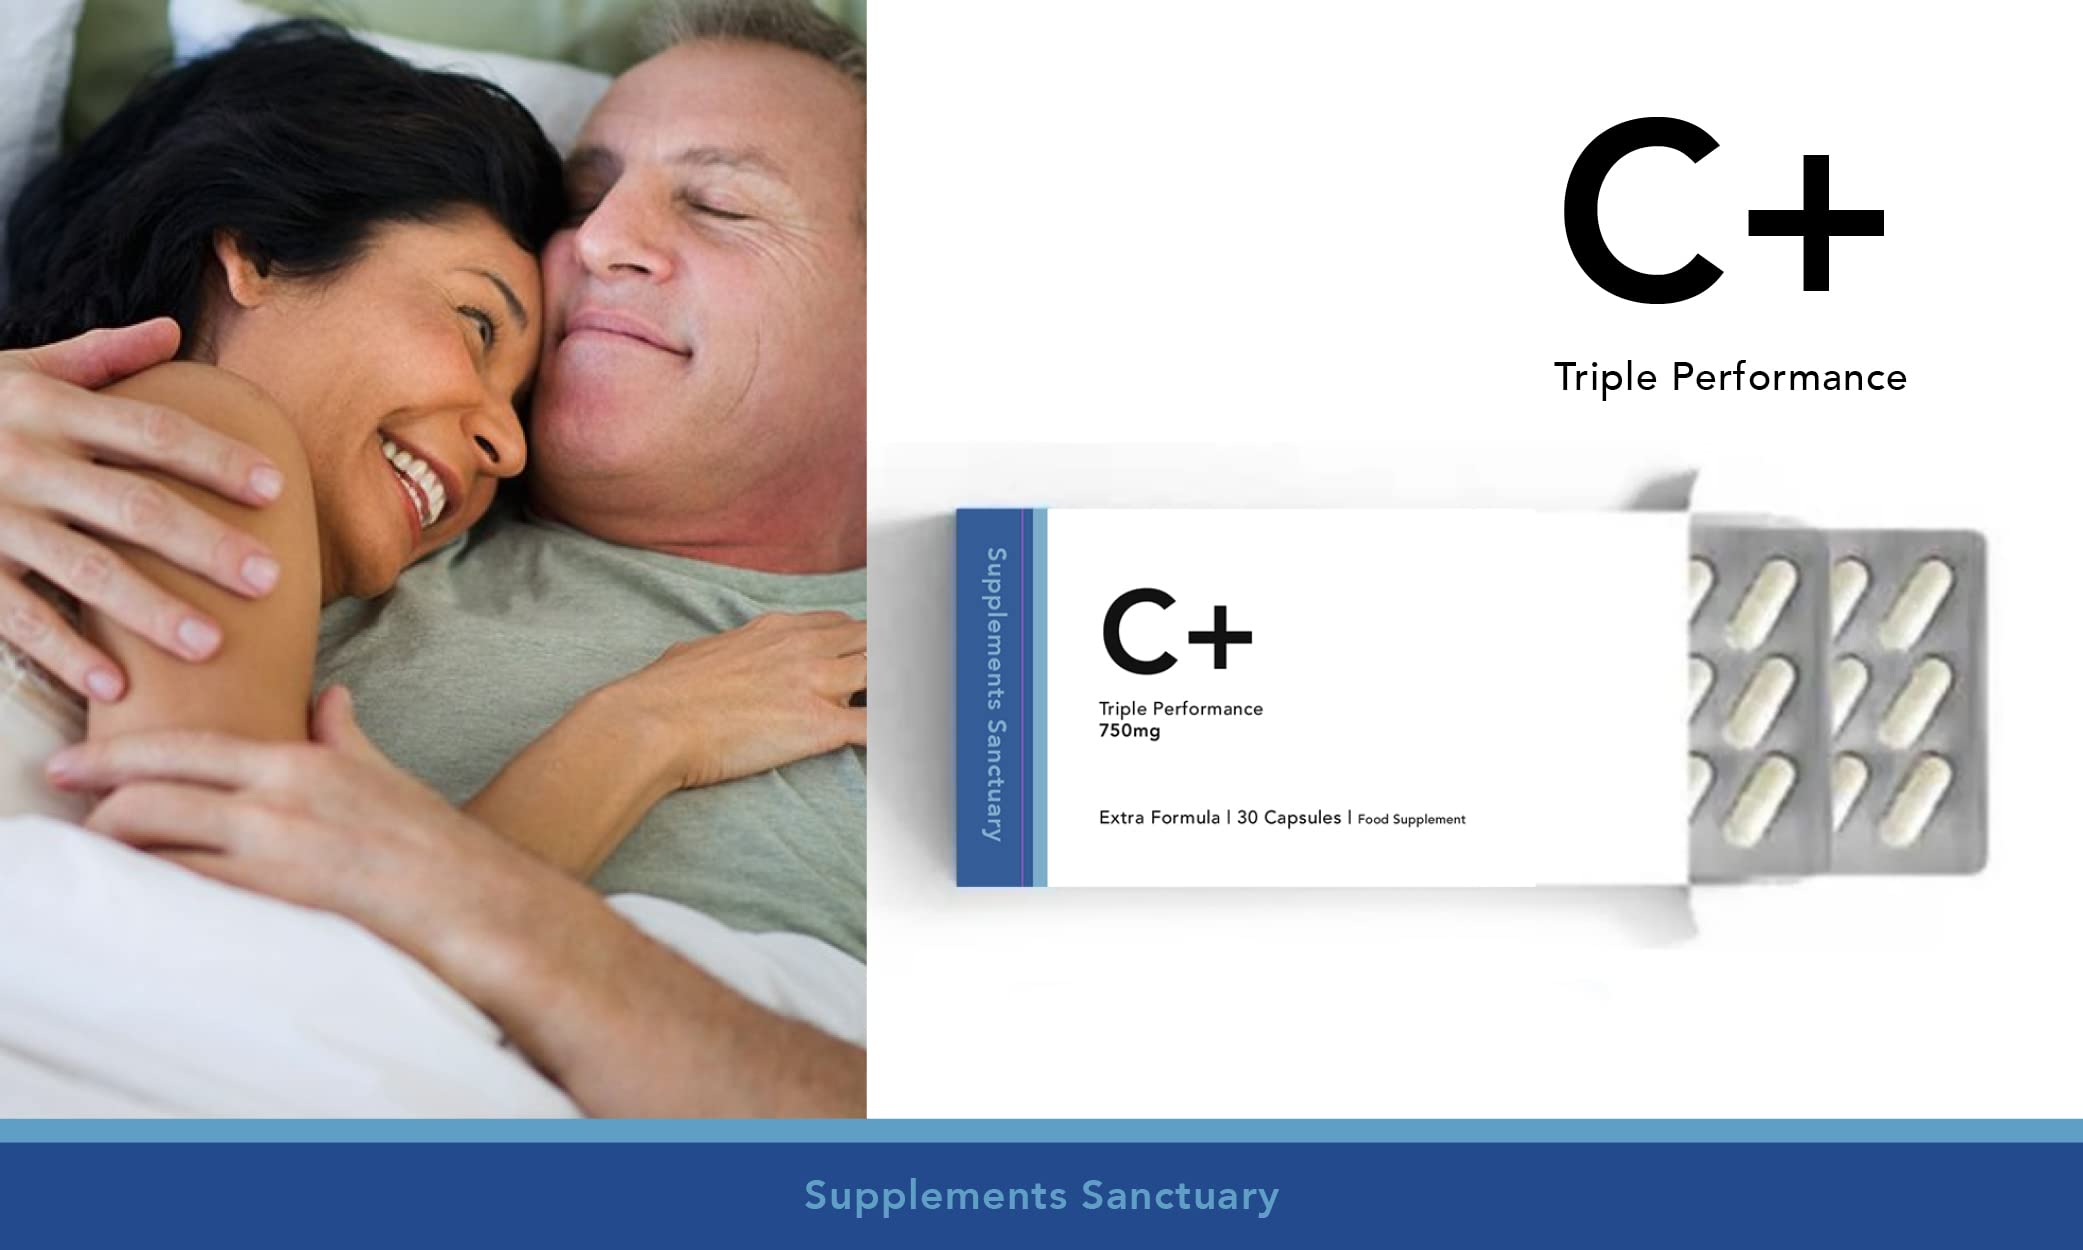 C+
Triple Performance
Supplements Sanctuary
C+
Triple Performance
750mg
Extra Formula | 30 Capsules | Food Supplement
Supplements Sanctuary